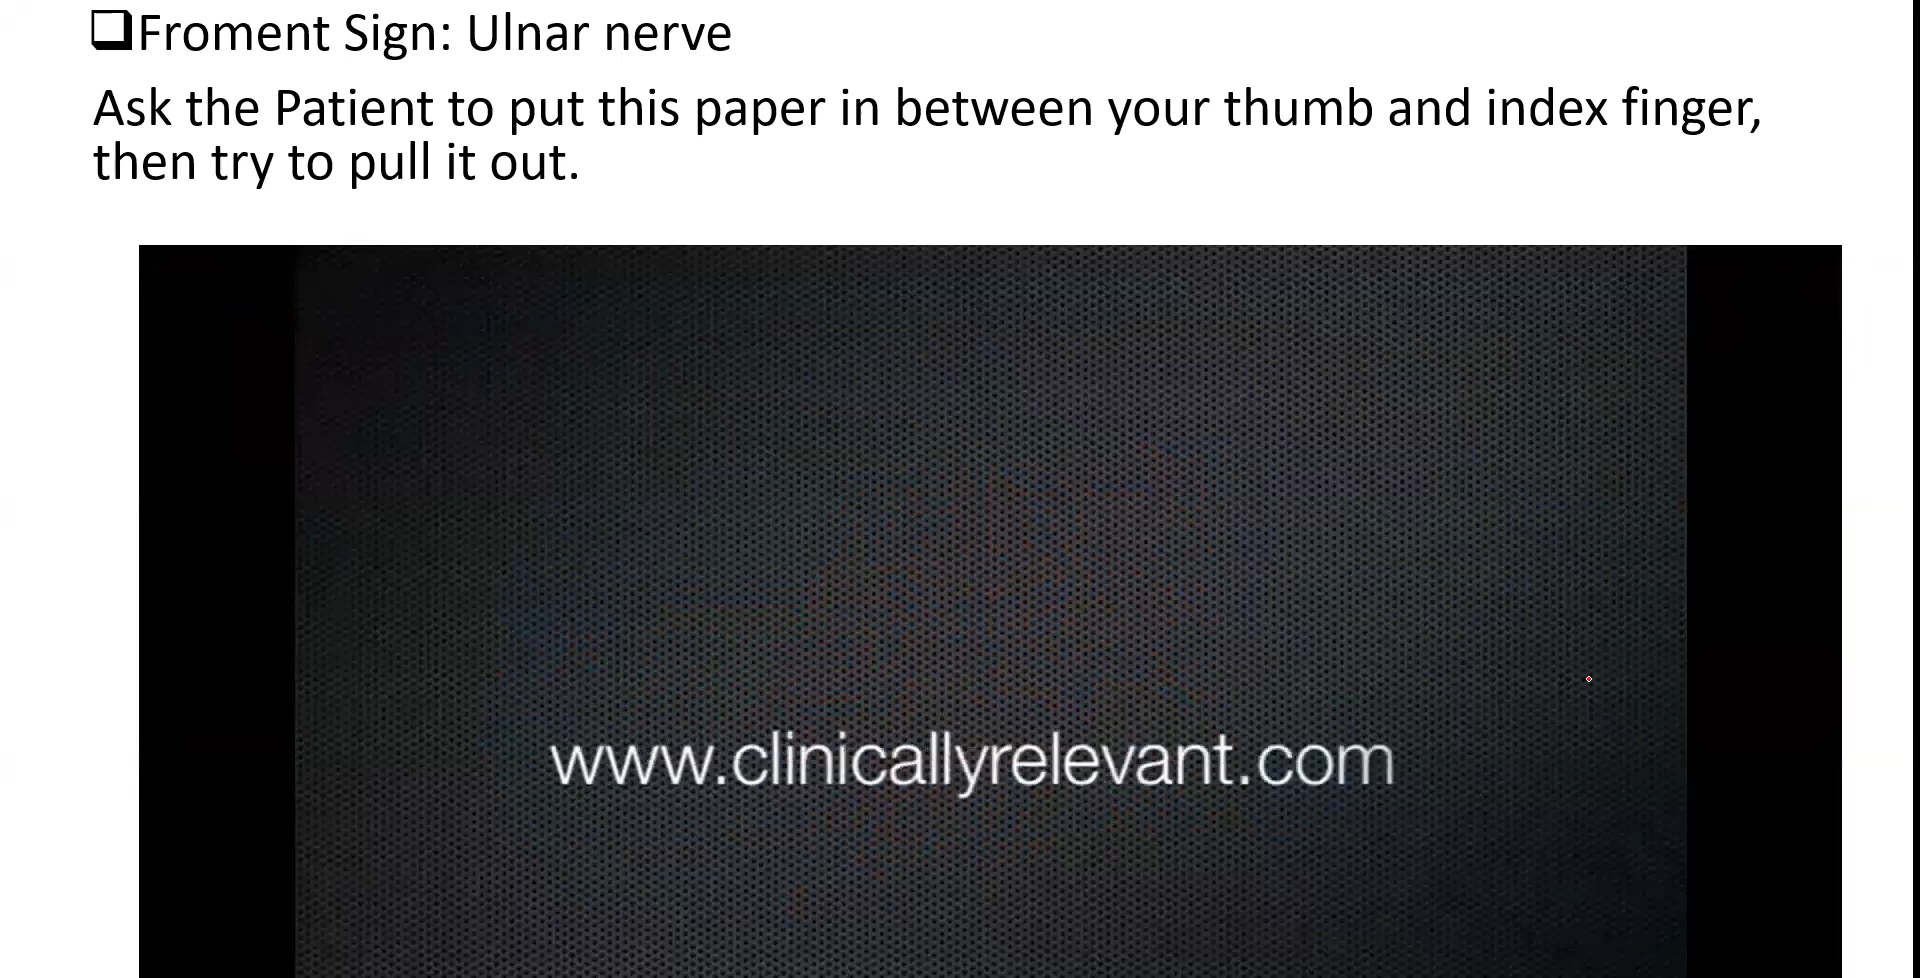 Froment Sign: Ulnar nerve
Ask the Patient to put this paper in between your thumb and index finger,
then try to pull it out.
www.clinicallyrelevant.com